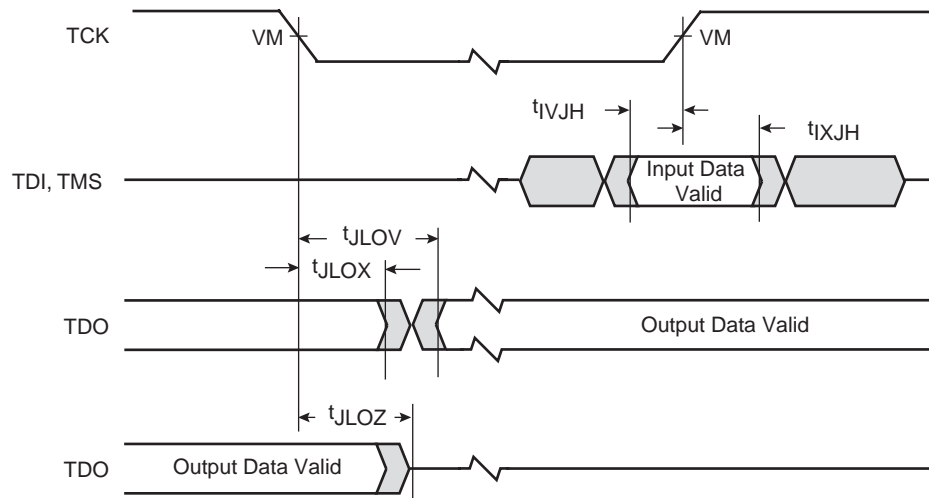 TCK
VM
VM
tIVJH
tIXJH
TDI, TMS
Input Data
Valid
tJLOV
tJLOX
TDO
Output Data Valid
tJLOZ
TDO
Output Data Valid